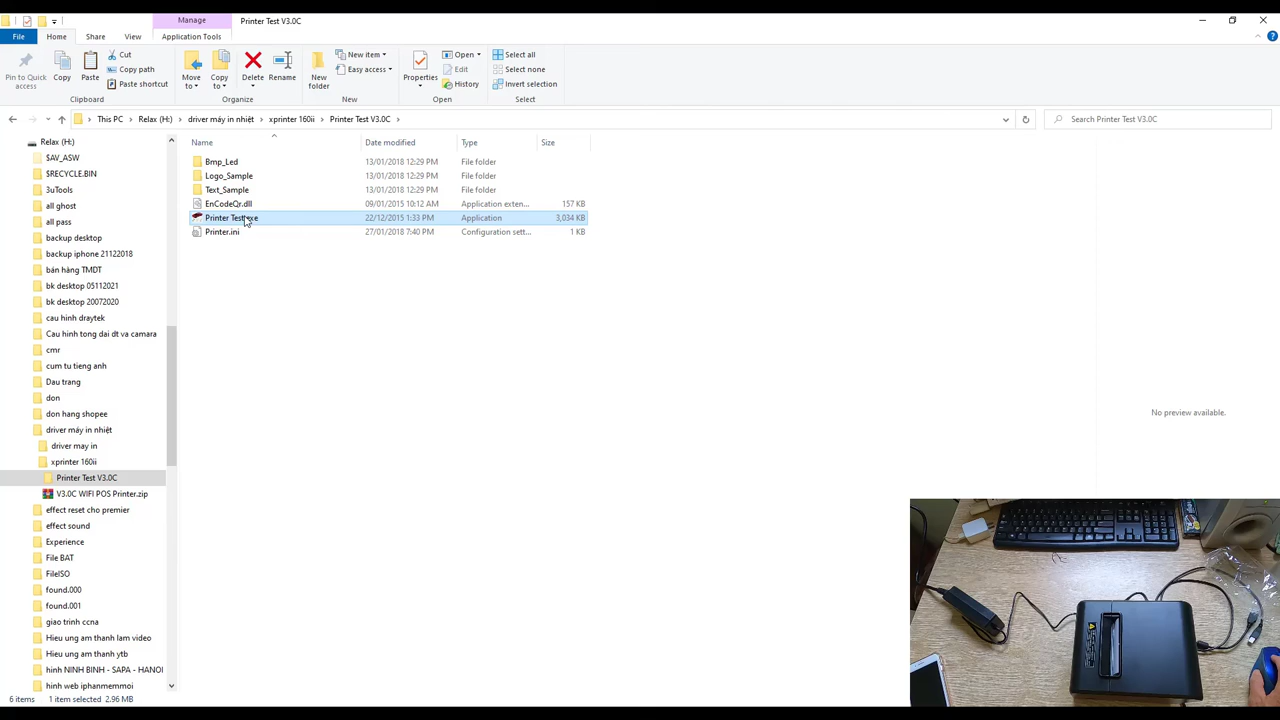 Manage
Printer Test V3.0C
File
Home
Share
View
Application Tools
Pin to Quick access
Copy
Paste
Cut
Copy path
Paste shortcut
Clipboard
Move to
Copy to
Delete
Rename
Organize
New folder
New item
Easy access
New
Properties
Open
Edit
History
Open
Select all
Select none
Invert selection
Select
This PC
Relax (H:)
driver máy in nhiệt
xprinter 160ii
Printer Test V3.0C
Search Printer Test V3.0C
Name
Date modified
Type
Size
Bmp_Led 13/01/2018 12:29 PM File folder
Logo_Sample 13/01/2018 12:29 PM File folder
Text_Sample 13/01/2018 12:29 PM File folder
EnCodeQr.dll 09/01/2015 10:12 AM Application exten... 157 KB
Printer Test.exe 22/12/2015 1:33 PM Application 3,034 KB
Printer.ini 27/01/2018 7:40 PM Configuration sett... 1 KB
Relax (H:)
$AV_ASW
$RECYCLE.BIN
3uTools
all ghost
all pass
backup desktop
backup iphone 21122018
bán hàng TMDT
bk desktop 05112021
bk desktop 20072020
cau hinh draytek
Cau hinh tong dai dt va camara
cmr
cum tu tieng anh
Dau trang
don
don hang shopee
driver máy in nhiệt
driver may in
xprinter 160ii
Printer Test V3.0C
V3.0C WIFI POS Printer.zip
effect reset cho premier
effect sound
Experience
File BAT
FileISO
found.000
found.001
giao trinh ccna
Hieu ung am thanh lam video
Hieu ung am thanh ytb
hinh NINH BINH - SAPA - HANOI
hinh web iphanmemmoi
No preview available.
6 items
1 item selected 2.96 MB